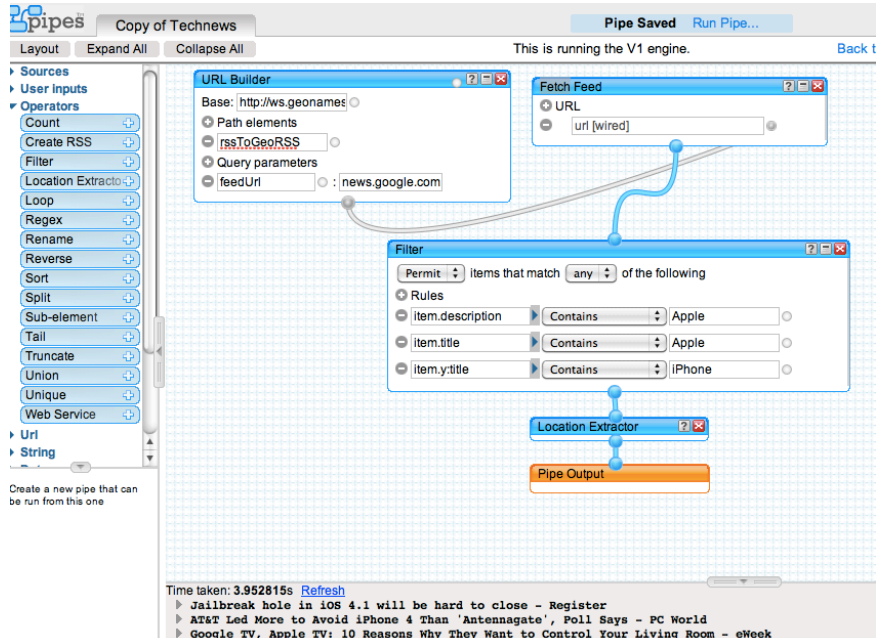 pipes
Copy of Technews
Pipe Saved Run Pipe...
Layout Expand All Collapse All
This is running the V1 engine.
Back t
Sources
User inputs
Operators
Count
Create RSS
Filter
Location Extracto
Loop
Regex
Rename
Reverse
Sort
Split
Sub-element
Tail
Truncate
Union
Unique
Web Service
Url
String
Create a new pipe that can
be run from this one
URL Builder
Base: http://ws.geonames
Path elements
rssToGeoRSS
Query parameters
feedUrl : news.google.com
Fetch Feed
URL
url [wired]
Filter
Permit items that match any of the following
Rules
item.description Contains Apple
item.title Contains Apple
item.y:title Contains iPhone
Location Extractor
Pipe Output
Time taken: 3.952815s Refresh
Jailbreak hole in iOS 4.1 will be hard to close - Register
AT&T Led More to Avoid iPhone 4 Than 'Antennagate', Poll Says - PC World
Google TV, Apple TV: 10 Reasons Why They Want to Control Your Living Room - eWeek